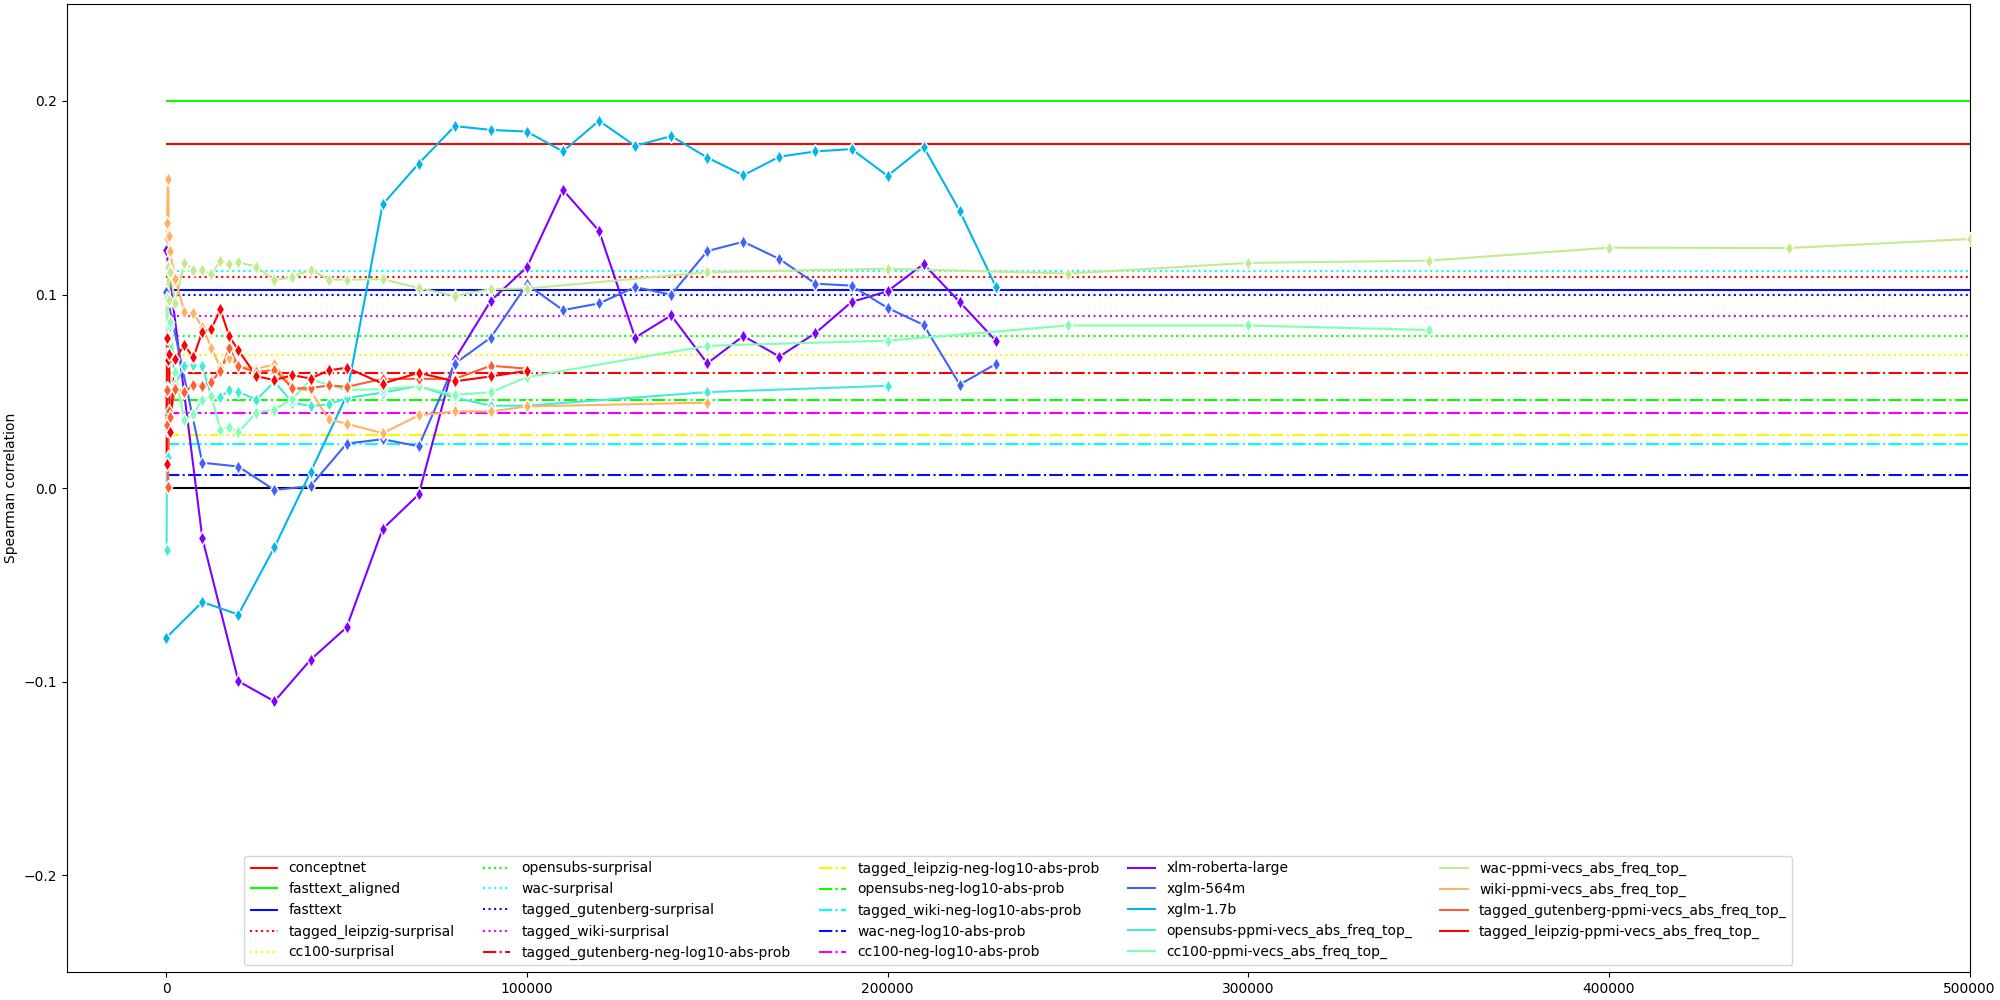 0.2
0.1
0.0
−0.1
−0.2
Spearman correlation
conceptnet
fasttext_aligned
fasttext
tagged_leipzig-surprisal
cc100-surprisal
opensubs-surprisal
wac-surprisal
tagged_gutenberg-surprisal
tagged_wiki-surprisal
tagged_gutenberg-neg-log10-abs-prob
tagged_leipzig-neg-log10-abs-prob
opensubs-neg-log10-abs-prob
tagged_wiki-neg-log10-abs-prob
wac-neg-log10-abs-prob
cc100-neg-log10-abs-prob
xlm-roberta-large
xglm-564m
xglm-1.7b
opensubs-ppmi-vecs_abs_freq_top_
cc100-ppmi-vecs_abs_freq_top_
wac-ppmi-vecs_abs_freq_top_
wiki-ppmi-vecs_abs_freq_top_
tagged_gutenberg-ppmi-vecs_abs_freq_top_
tagged_leipzig-ppmi-vecs_abs_freq_top_
0 100000 200000 300000 400000 500000